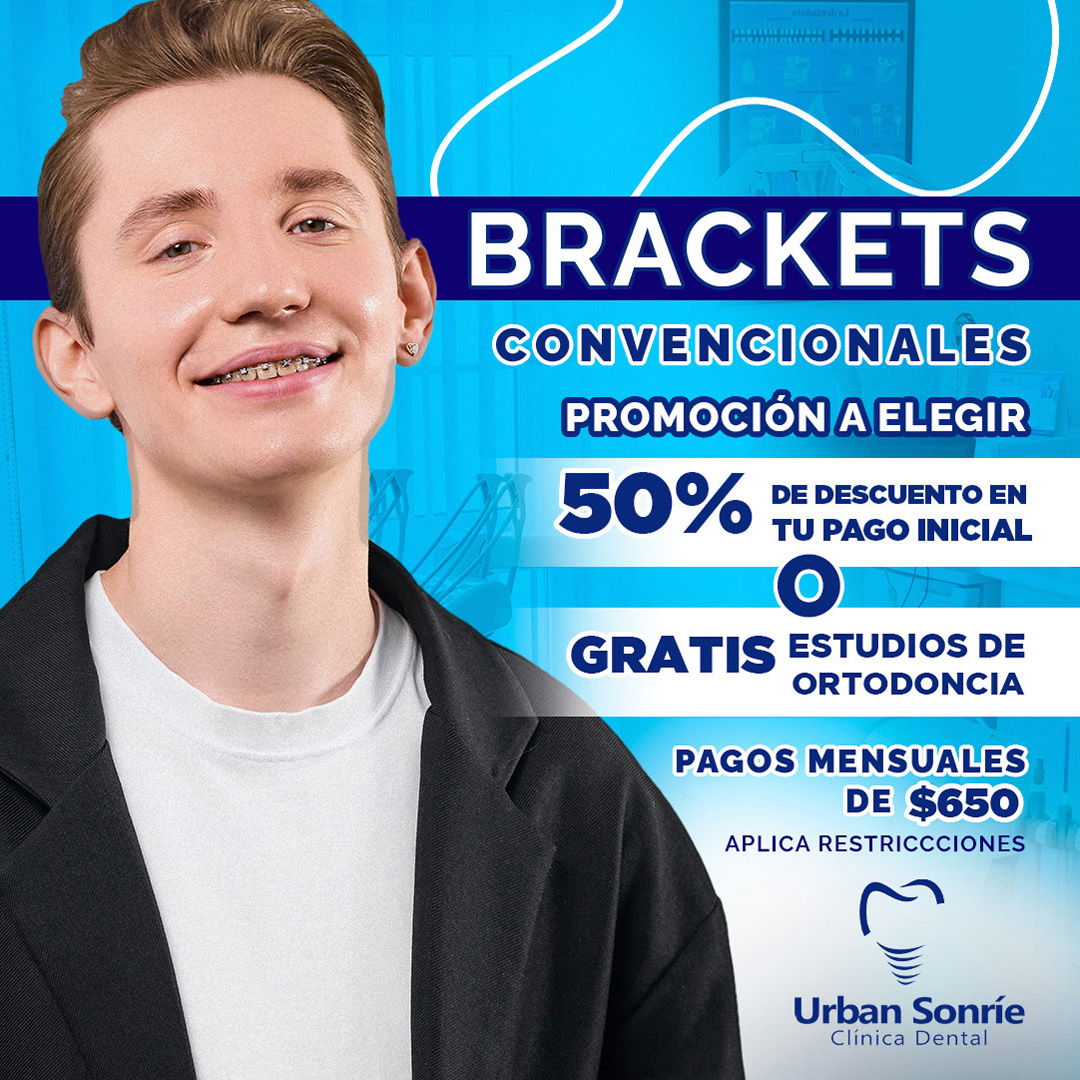 BRACKETS
CONVENCIONALES
PROMOCIÓN A ELEGIR
50% DE DESCUENTO EN
TU PAGO INICIAL
O
GRATIS ESTUDIOS DE
ORTODONCIA
PAGOS MENSUALES
DE $650
APLICA RESTRICCCIONES
Urban Sonríe
Clínica Dental